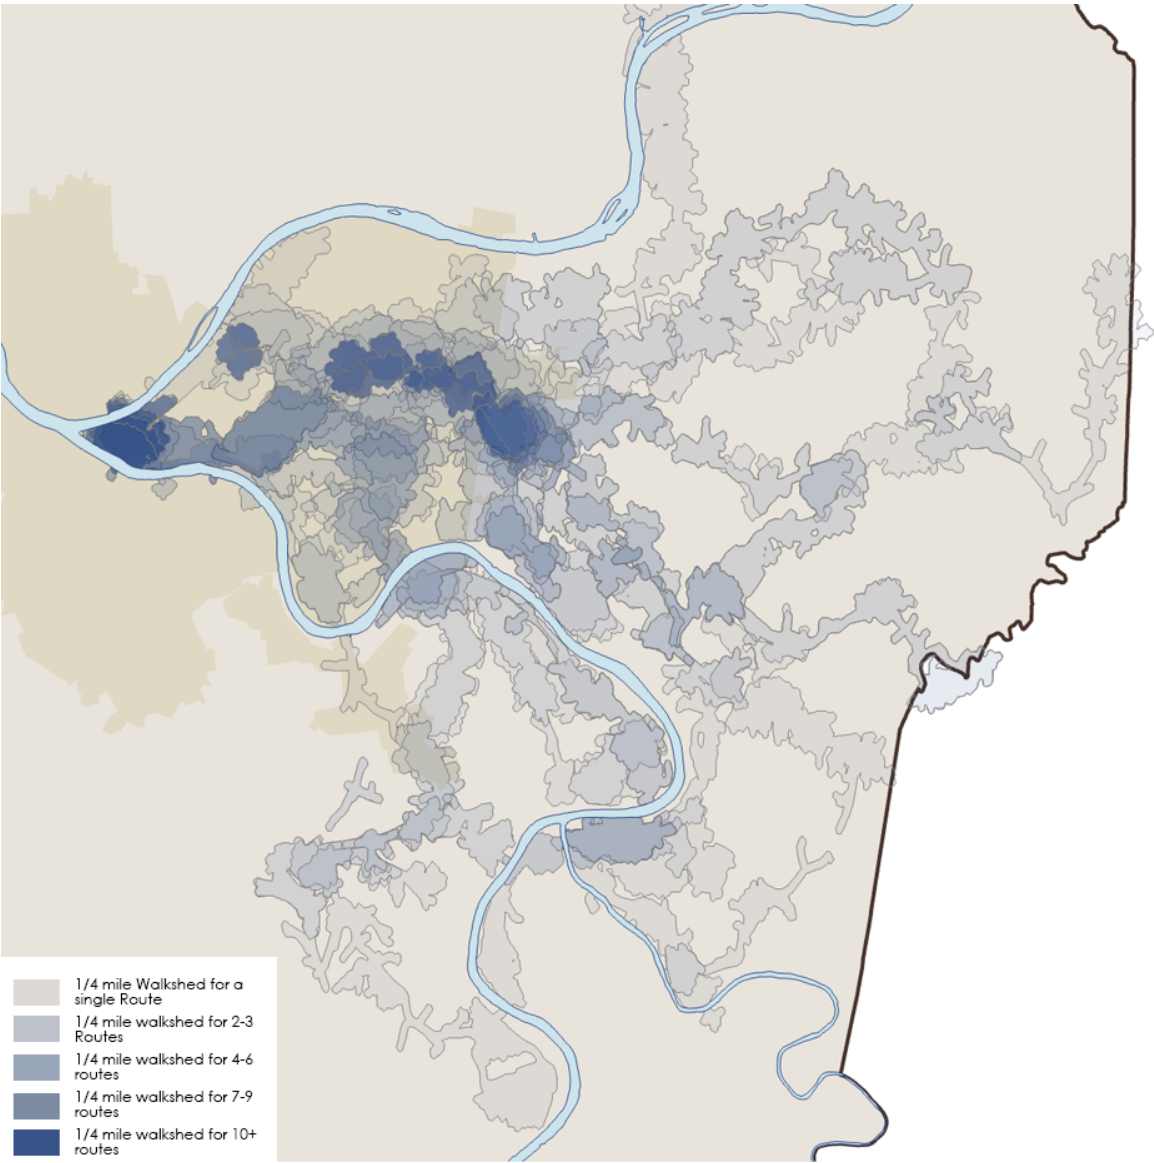 1/4 mile Walkshed for a
single Route
1/4 mile walkshed for 2-3
Routes
1/4 mile walkshed for 4-6
routes
1/4 mile walkshed for 7-9
routes
1/4 mile walkshed for 10+
routes